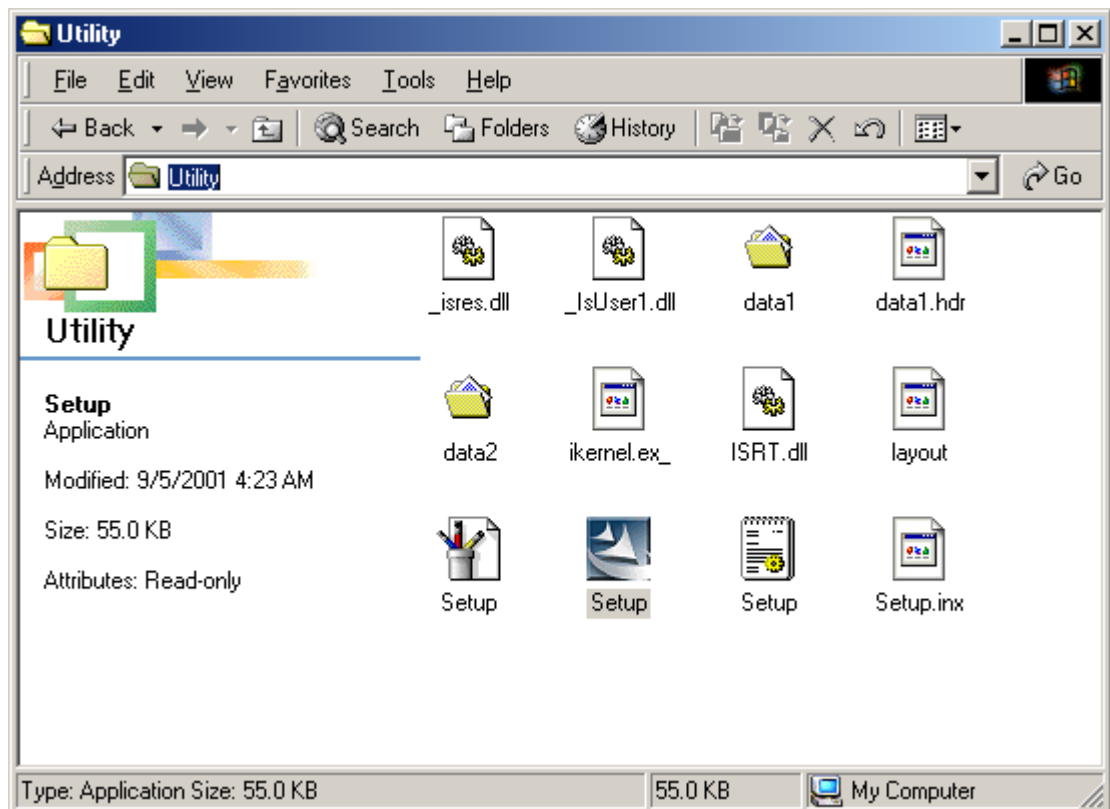 Utility
File Edit View Favorites Tools Help
Back Search Folders History
Address Utility Go
_isres.dll _IsUser1.dll data1 data1.hdr
Utility
Setup
Application
Modified: 9/5/2001 4:23 AM
Size: 55.0 KB
Attributes: Read-only
data2 ikernel.ex_ ISRT.dll layout
Setup Setup Setup Setup.inx
Type: Application Size: 55.0 KB 55.0 KB My Computer